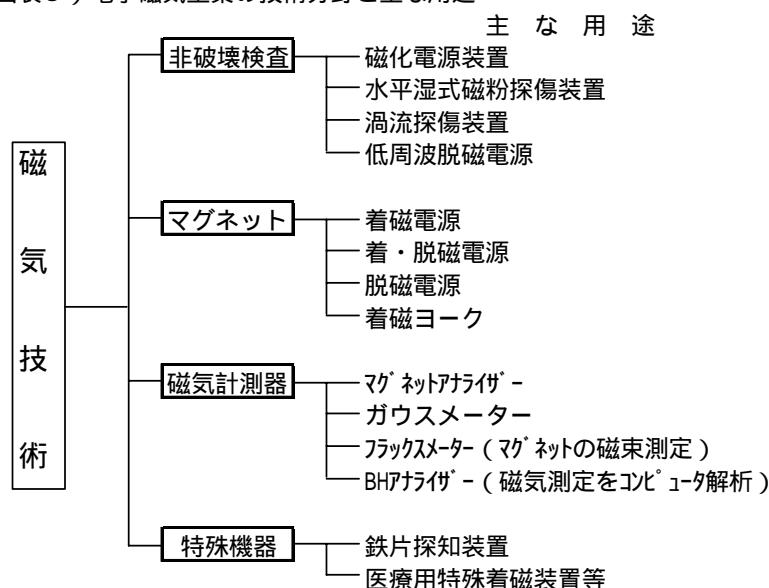 主な用途
非破壊検査 磁化電源装置
水平湿式磁粉探傷装置
渦流探傷装置
低周波脱磁電源
磁気技術
マグネット 着磁電源
着・脱磁電源
脱磁電源
着磁ヨーク
磁気計測器 ﾏｸﾞﾈｯﾄｱﾅﾗｲｻﾞｰ
ガウスメーター
ﾌﾗｯｸｽﾒｰﾀｰ（ﾏｸﾞﾈｯﾄの磁束測定）
BHｱﾅﾗｲｻﾞｰ（磁気測定をｺﾝﾋﾟｭｰﾀ解析）
特殊機器 鉄片探知装置
医療用特殊着磁装置等